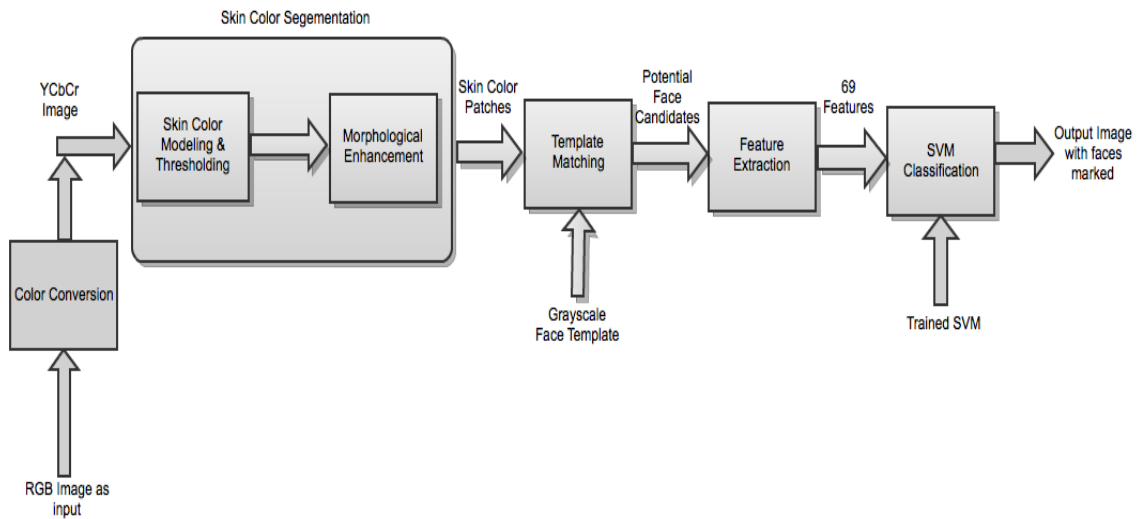 Skin Color Segementation
YCbCr
Image
Skin Color
Modeling &
Thresholding
Morphological
Enhancement
Skin Color
Patches
Template
Matching
Potential
Face
Candidates
Feature
Extraction
69
Features
SVM
Classification
Output Image
with faces
marked
Color Conversion
Grayscale
Face Template
Trained SVM
RGB Image as
input